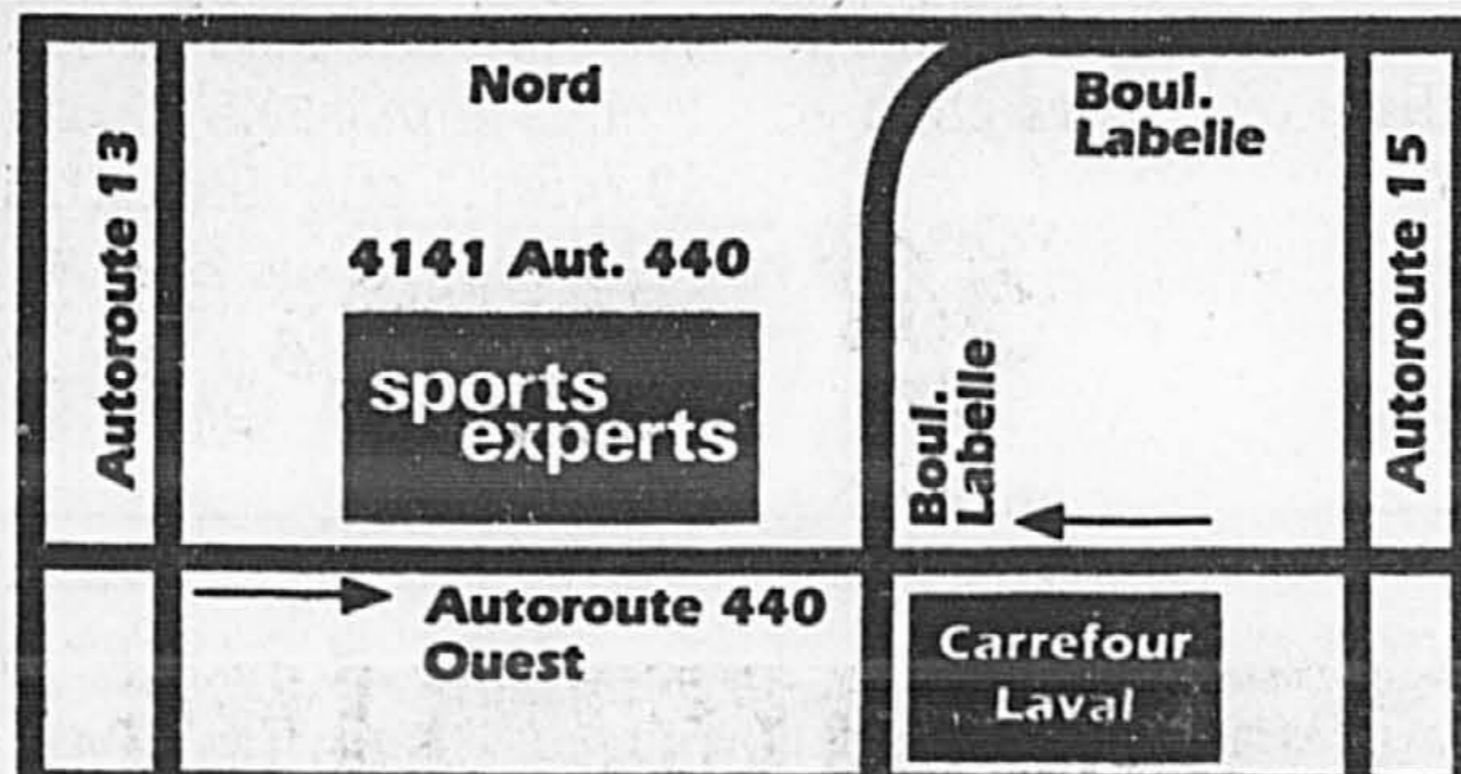 Nord
Boul.
Labelle
Autoroute 13
4141 Aut. 440
Autoroute 15
sports
experts
Boul.
Labelle
Autoroute 440
Ouest
Carrefour
Laval